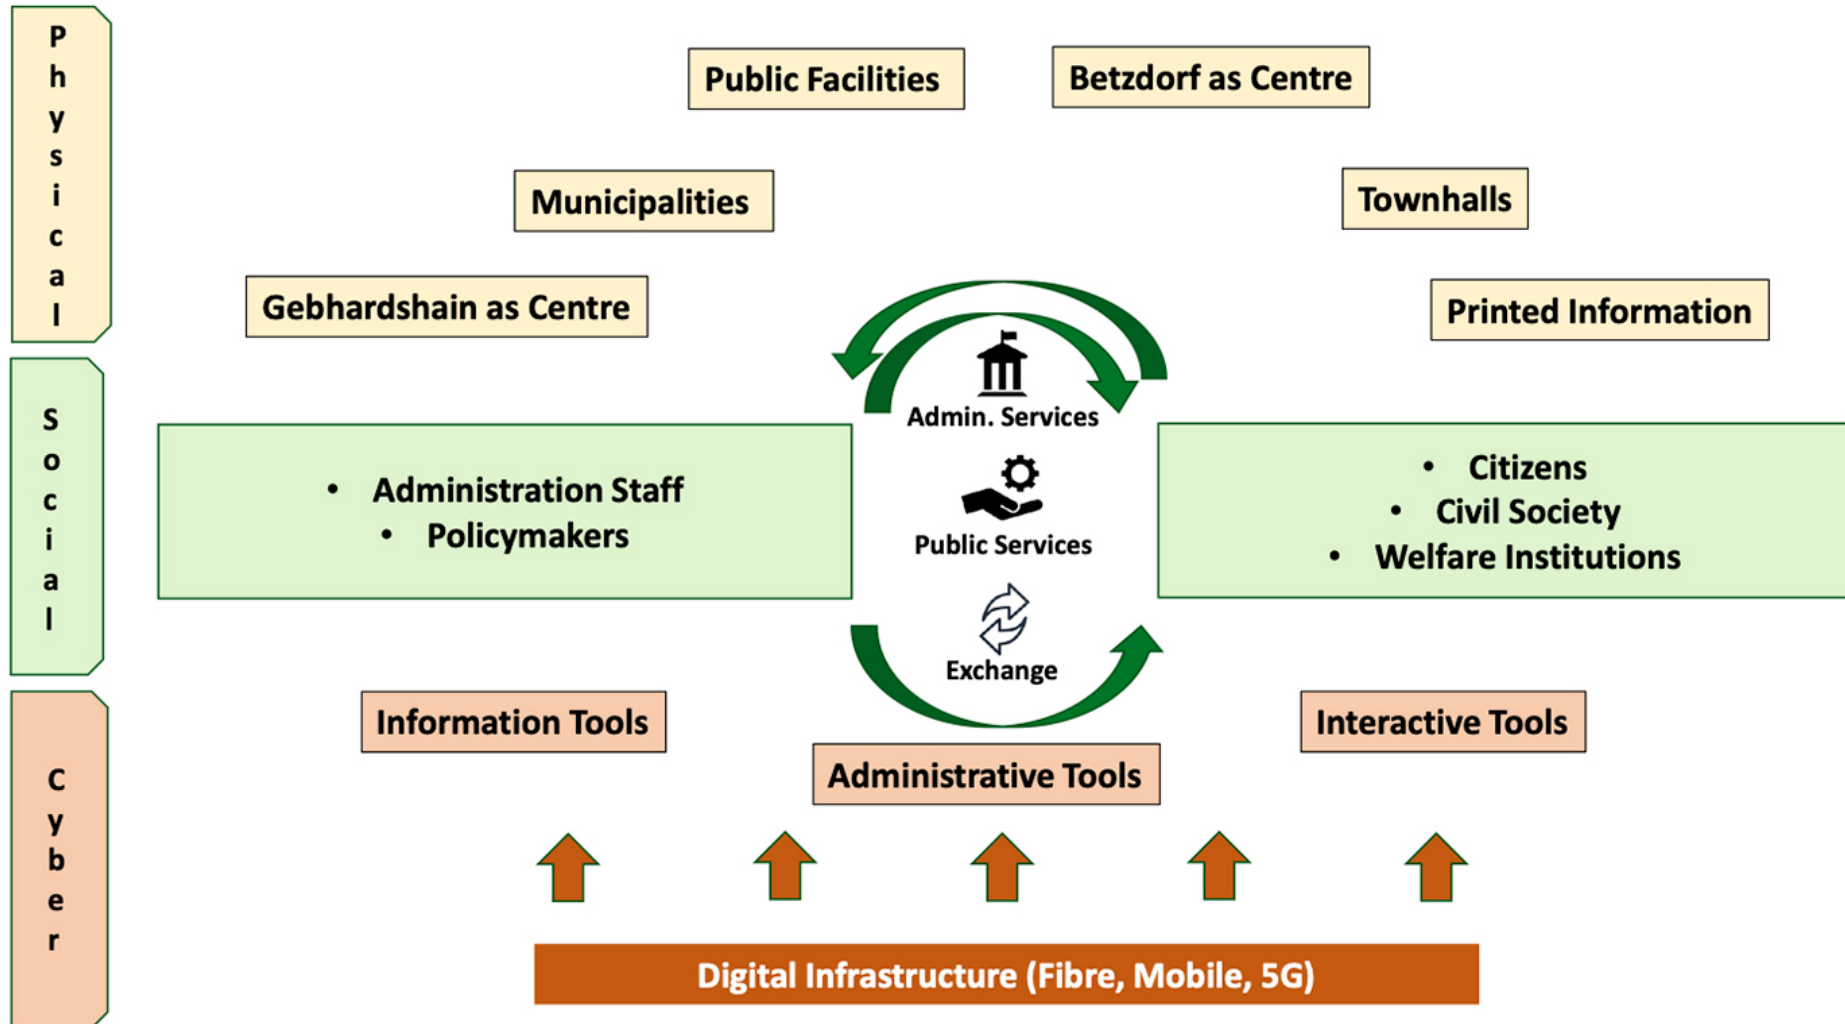 Physical
Public Facilities
Betzdorf as Centre
Municipalities
Townhalls
Gebhardshain as Centre
Printed Information
Social
• Administration Staff
• Policymakers
Admin. Services
Public Services
Exchange
• Citizens
• Civil Society
• Welfare Institutions
Cyber
Information Tools
Interactive Tools
Administrative Tools
Digital Infrastructure (Fibre, Mobile, 5G)